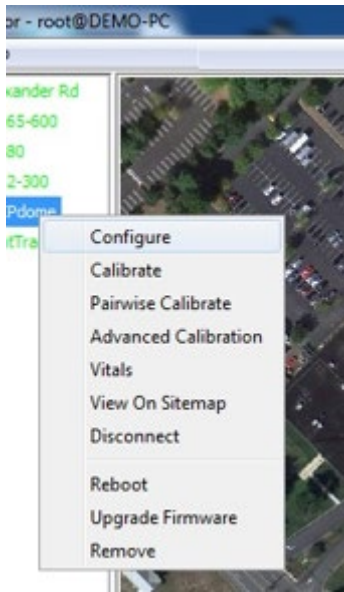 or - root@DEMO-PC
xander Rd
65-600
80
2-300
Pdome
Configure
Calibrate
Pairwise Calibrate
Advanced Calibration
Vitals
View On Sitemap
Disconnect
Reboot
Upgrade Firmware
Remove